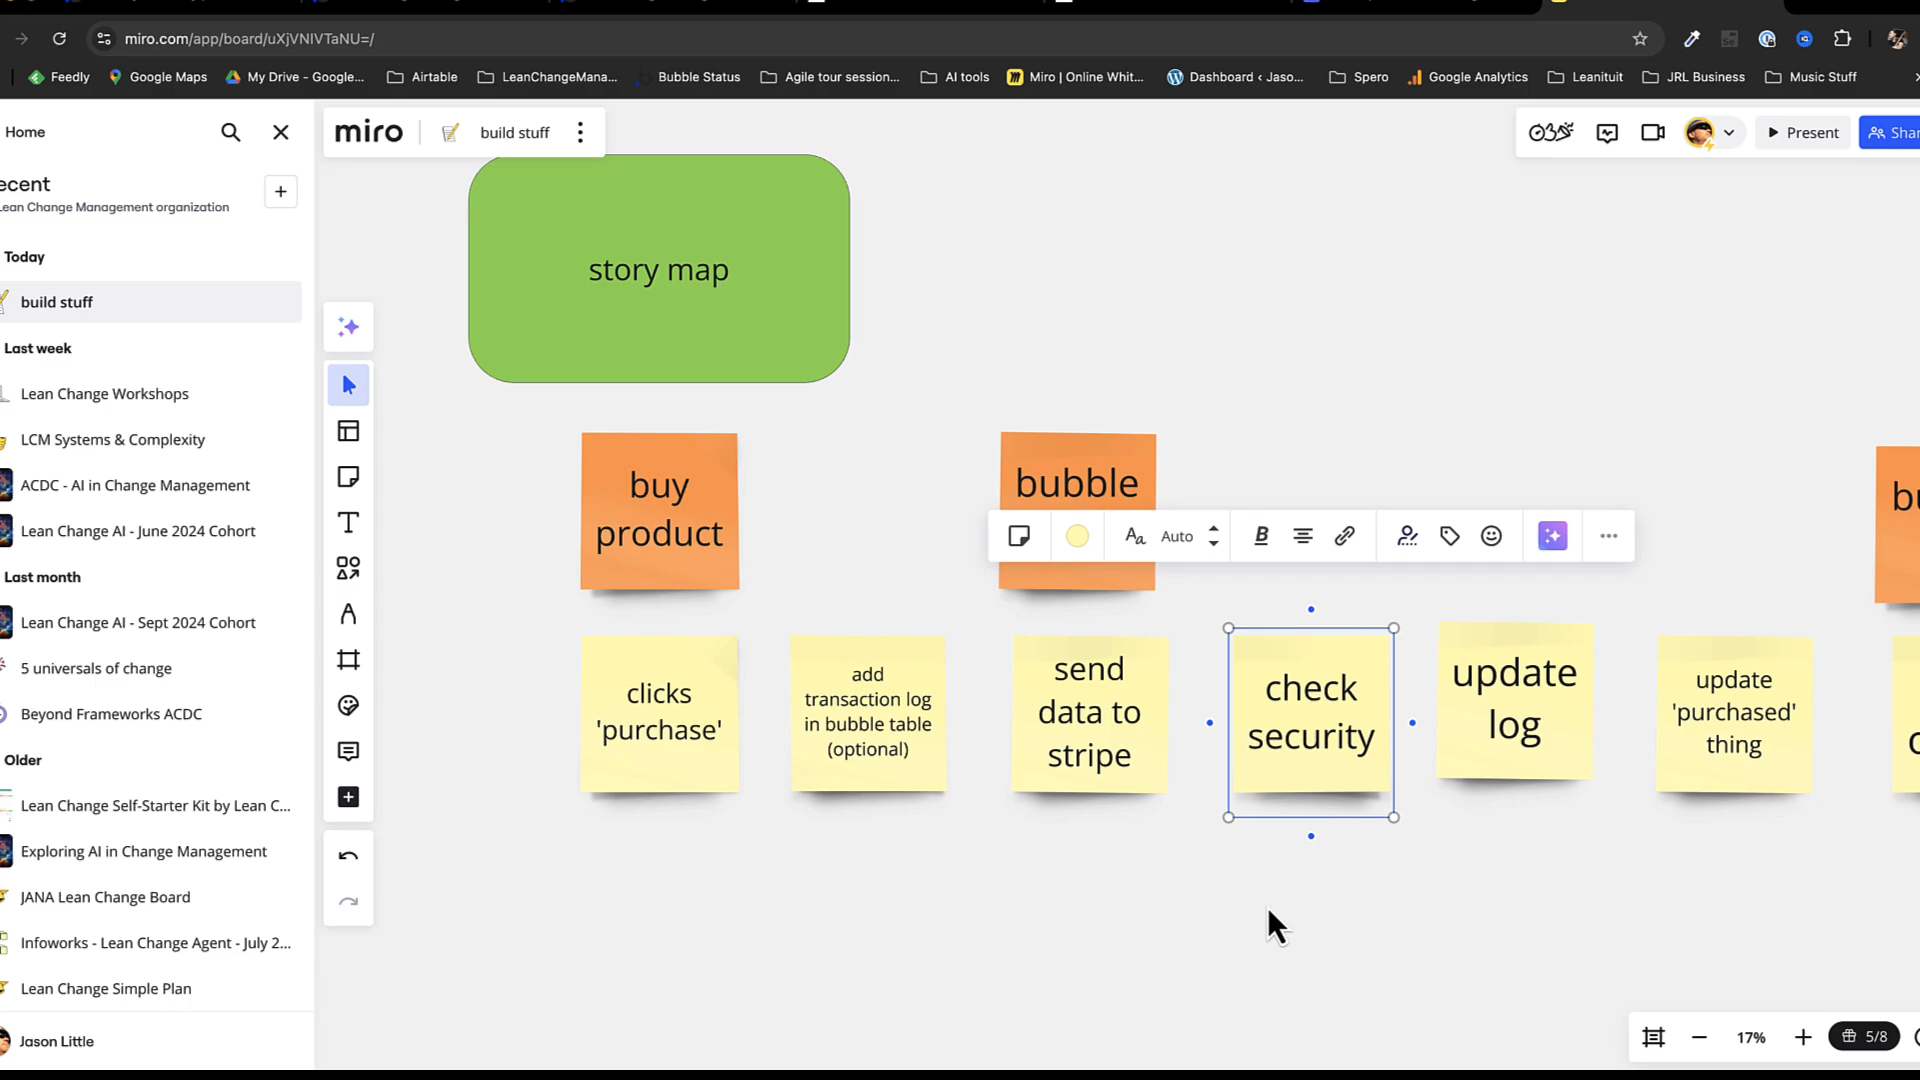 miro.com/app/board/uXjVNIVTaNU=/
Feedly
Google Maps
My Drive - Google...
Airtable
LeanChangeMana...
Bubble Status
Agile tour session...
AI tools
Miro | Online Whit...
Dashboard ‹ Jaso...
Spero
Google Analytics
Leanituit
JRL Business
Music Stuff
Home
ecent
Lean Change Management organization
Today
build stuff
Last week
Lean Change Workshops
LCM Systems & Complexity
ACDC - AI in Change Management
Lean Change AI - June 2024 Cohort
Last month
Lean Change AI - Sept 2024 Cohort
5 universals of change
Beyond Frameworks ACDC
Older
Lean Change Self-Starter Kit by Lean C...
Exploring AI in Change Management
JANA Lean Change Board
Infoworks - Lean Change Agent - July 2...
Lean Change Simple Plan
Jason Little
miro
build stuff
Present
Shar
story map
buy
product
bubble
bu
Auto
clicks
'purchase'
add
transaction log
in bubble table
(optional)
send
data to
stripe
check
security
update
log
update
'purchased'
thing
17%
5/8